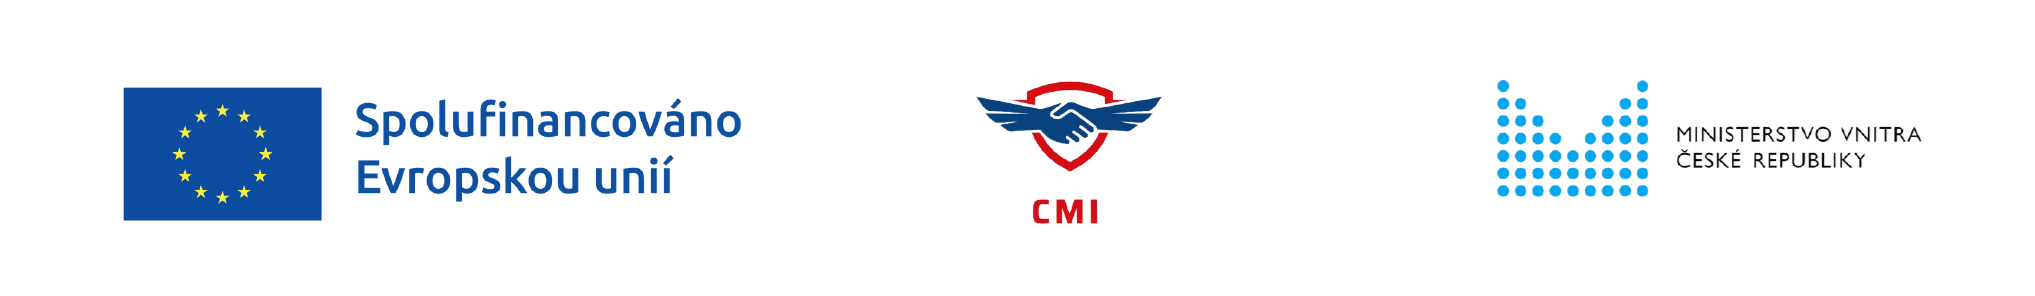 Spolufinancováno
Evropskou unií
CMI
MINISTERSTVO VNITRA
ČESKÉ REPUBLIKY